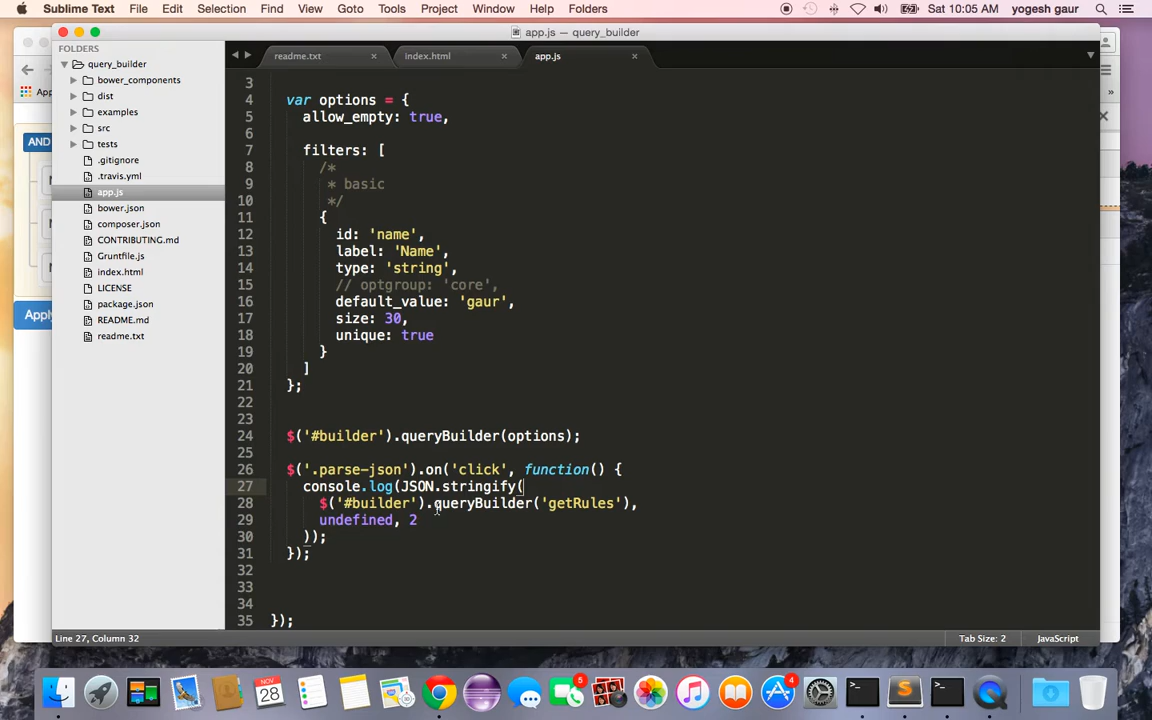 Sublime Text File Edit Selection Find View Goto Tools Project Window Help Folders Sat 10:05 AM yogesh gaur
app.js — query_builder
FOLDERS
query_builder
bower_components
dist
examples
src
tests
.gitignore
.travis.yml
app.js
bower.json
composer.json
CONTRIBUTING.md
Gruntfile.js
index.html
LICENSE
package.json
README.md
readme.txt
readme.txt index.html app.js
3
4 var options = {
5 allow_empty: true,
6
7 filters: [
8 /*
9 * basic
10 */
11 {
12 id: 'name',
13 label: 'Name',
14 type: 'string',
15 // optgroup: 'core',
16 default_value: 'gaur',
17 size: 30,
18 unique: true
19 }
20 ]
21 };
22
23
24 $('#builder').queryBuilder(options);
25
26 $('.parse-json').on('click', function() {
27 console.log(JSON.stringify(
28 $('#builder').queryBuilder('getRules'),
29 undefined, 2
30 ));
31 });
32
33
34
35 });
Line 27, Column 32 Tab Size: 2 JavaScript
AND
Apply
»
NOV
28
5
4